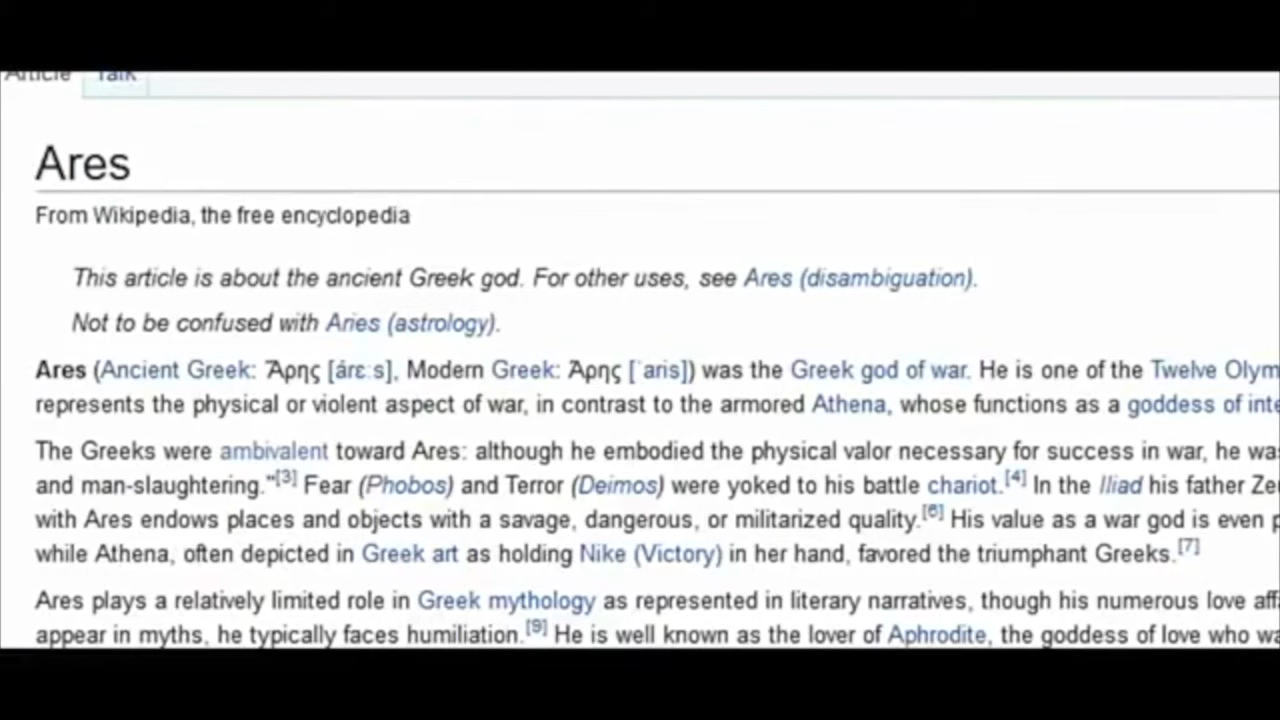 Article Talk
Ares
From Wikipedia, the free encyclopedia
This article is about the ancient Greek god. For other uses, see Ares (disambiguation).
Not to be confused with Aries (astrology).
Ares (Ancient Greek: Ἄρης [árɛːs], Modern Greek: Άρης [ˈaris]) was the Greek god of war. He is one of the Twelve Olym
represents the physical or violent aspect of war, in contrast to the armored Athena, whose functions as a goddess of inte
The Greeks were ambivalent toward Ares: although he embodied the physical valor necessary for success in war, he was
and man-slaughtering."[3] Fear (Phobos) and Terror (Deimos) were yoked to his battle chariot.[4] In the Iliad his father Ze
with Ares endows places and objects with a savage, dangerous, or militarized quality.[6] His value as a war god is even p
while Athena, often depicted in Greek art as holding Nike (Victory) in her hand, favored the triumphant Greeks.[7]
Ares plays a relatively limited role in Greek mythology as represented in literary narratives, though his numerous love affa
appear in myths, he typically faces humiliation.[9] He is well known as the lover of Aphrodite, the goddess of love who wa